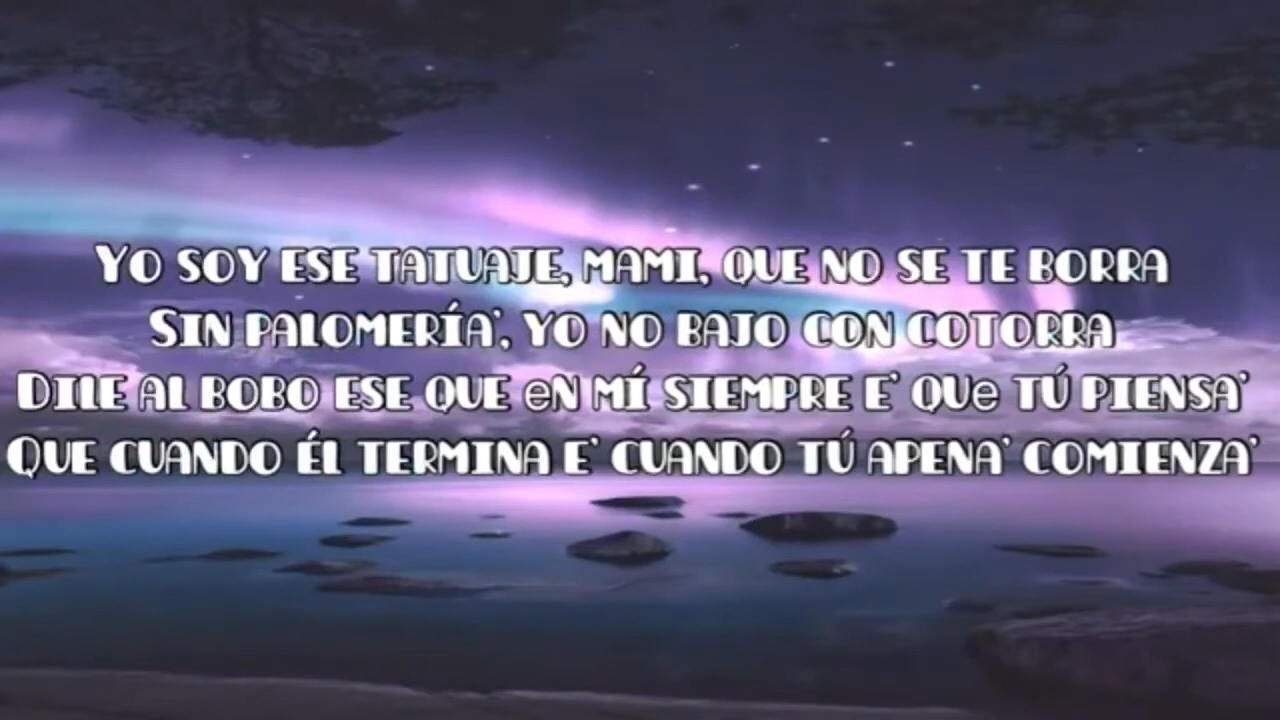 Yo soy ese tatuaje, mami, que no se te borra
Sin palomería', yo no bajo con cotorra
Dile al bobo ese que en mí siempre e' que tú piensa'
Que cuando él termina e' cuando tú apena' comienza'